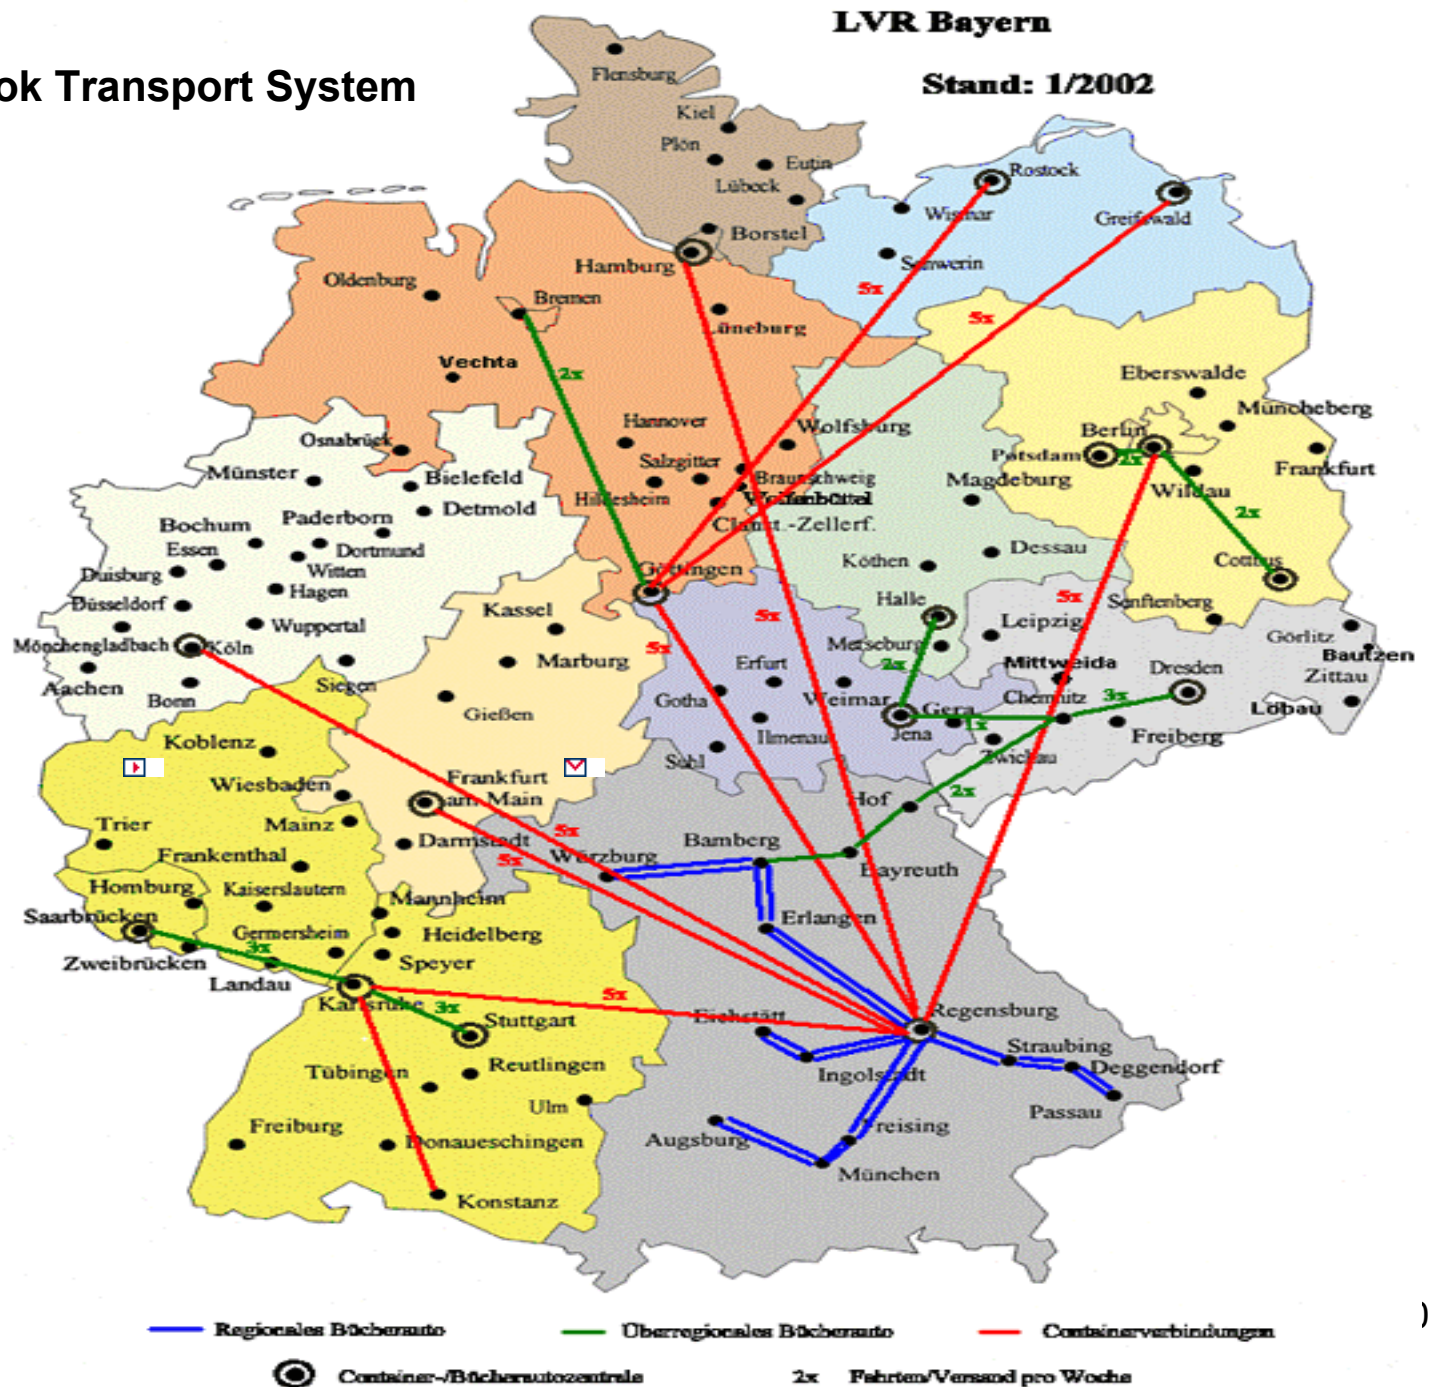 LVR Bayern
ok Transport System
Stand: 1/2002
Flensburg
Kiel
Plön
Eutin
Lübeck
Rostock
Wismar
Greifswald
Borstel
Schwerin
Hamburg
Oldenburg
5x
Bremen
5x
Lüneburg
Vechta
2x
Eberswalde
Müncheberg
Hannover
Wolfsburg
Berlin
Osnabrück
Potsdam
2x
Salzgitter
Frankfurt
Münster
Bielefeld
Braunschweig
Magdeburg
Wildau
Hildesheim
Wolfenbüttel
Detmold
2x
Paderborn
Bochum
Claust.-Zellerf.
Essen
Dortmund
Dessau
Köthen
Cottbus
Duisburg
Witten
Göttingen
Hagen
Düsseldorf
Kassel
5x
Halle
5x
Senftenberg
Wuppertal
Leipzig
Görlitz
Mönchengladbach
Köln
5x
Merseburg
Bautzen
Marburg
Erfurt
2x
Mittweida
Dresden
Zittau
Aachen
Siegen
Bonn
Gotha
Weimar
Chemnitz
3x
Löbau
Gießen
Gera
Jena
1x
Koblenz
Ilmenau
Freiberg
Suhl
Zwickau
Wiesbaden
Frankfurt
am Main
Hof
2x
Trier
Mainz
5x
Darmstadt
Bamberg
Frankenthal
5x
Würzburg
Bayreuth
Homburg
Kaiserslautern
Mannheim
Saarbrücken
Erlangen
Germersheim
Heidelberg
3x
Zweibrücken
Speyer
Landau
5x
Karlsruhe
3x
Regensburg
Eichstätt
Stuttgart
Straubing
Reutlingen
Deggendorf
Tübingen
Ingolstadt
Ulm
Passau
Freiburg
Freising
Donaueschingen
Augsburg
München
Konstanz
)
Regionales Bücherauto
Überregionales Bücherauto
Containerverbindungen
Container-/Bücherautozentrale
2x Fahrten/Versand pro Woche